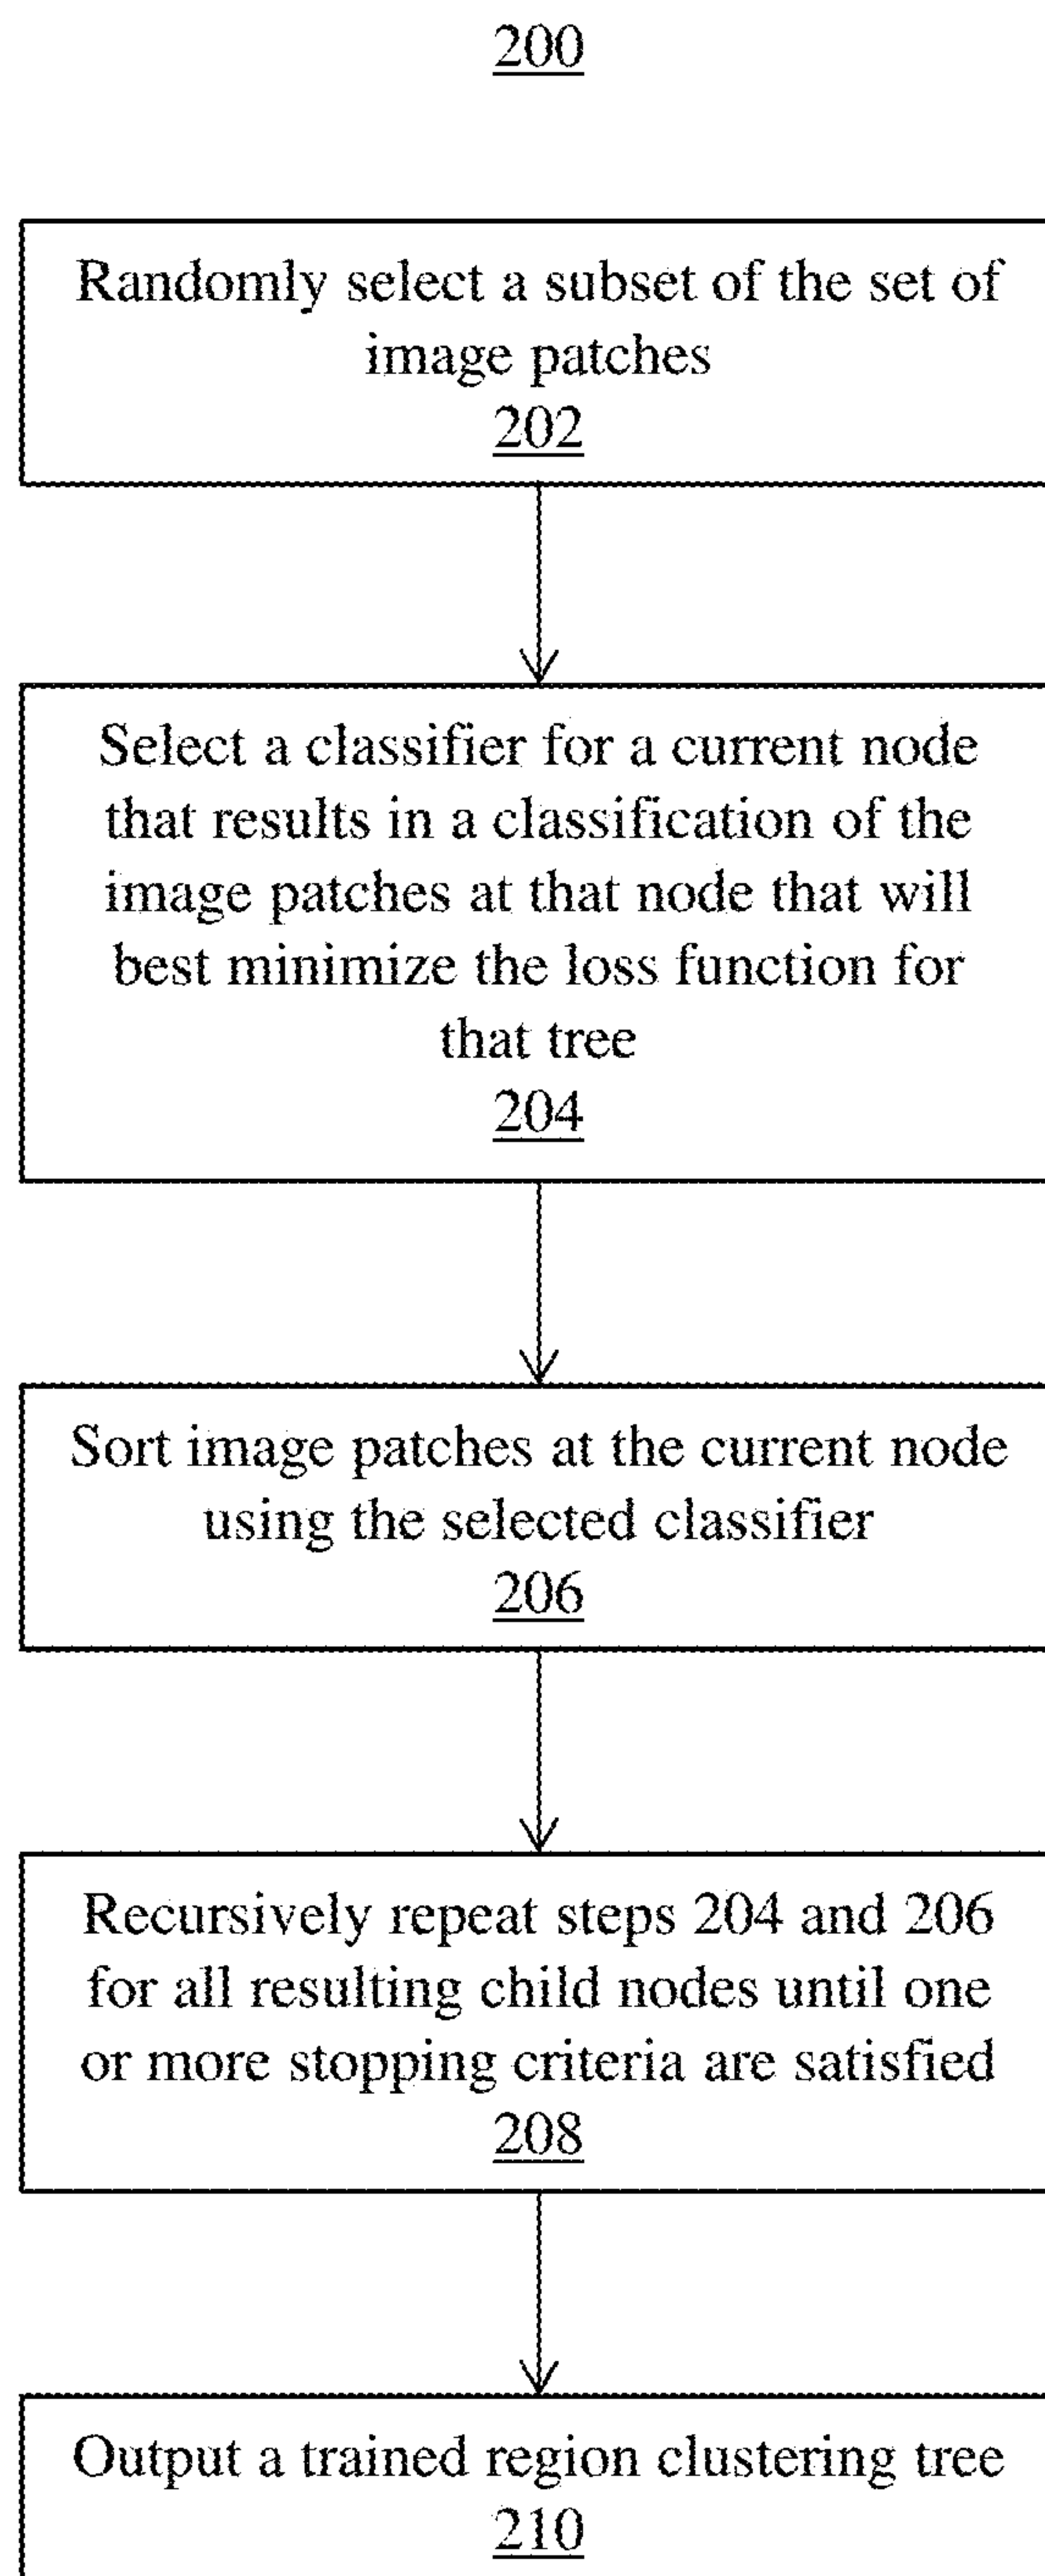 200
Randomly select a subset of the set of
image patches
202
Select a classifier for a current node
that results in a classification of the
image patches at that node that will
best minimize the loss function for
that tree
204
Sort image patches at the current node
using the selected classifier
206
Recursively repeat steps 204 and 206
for all resulting child nodes until one
or more stopping criteria are satisfied
208
Output a trained region clustering tree
210